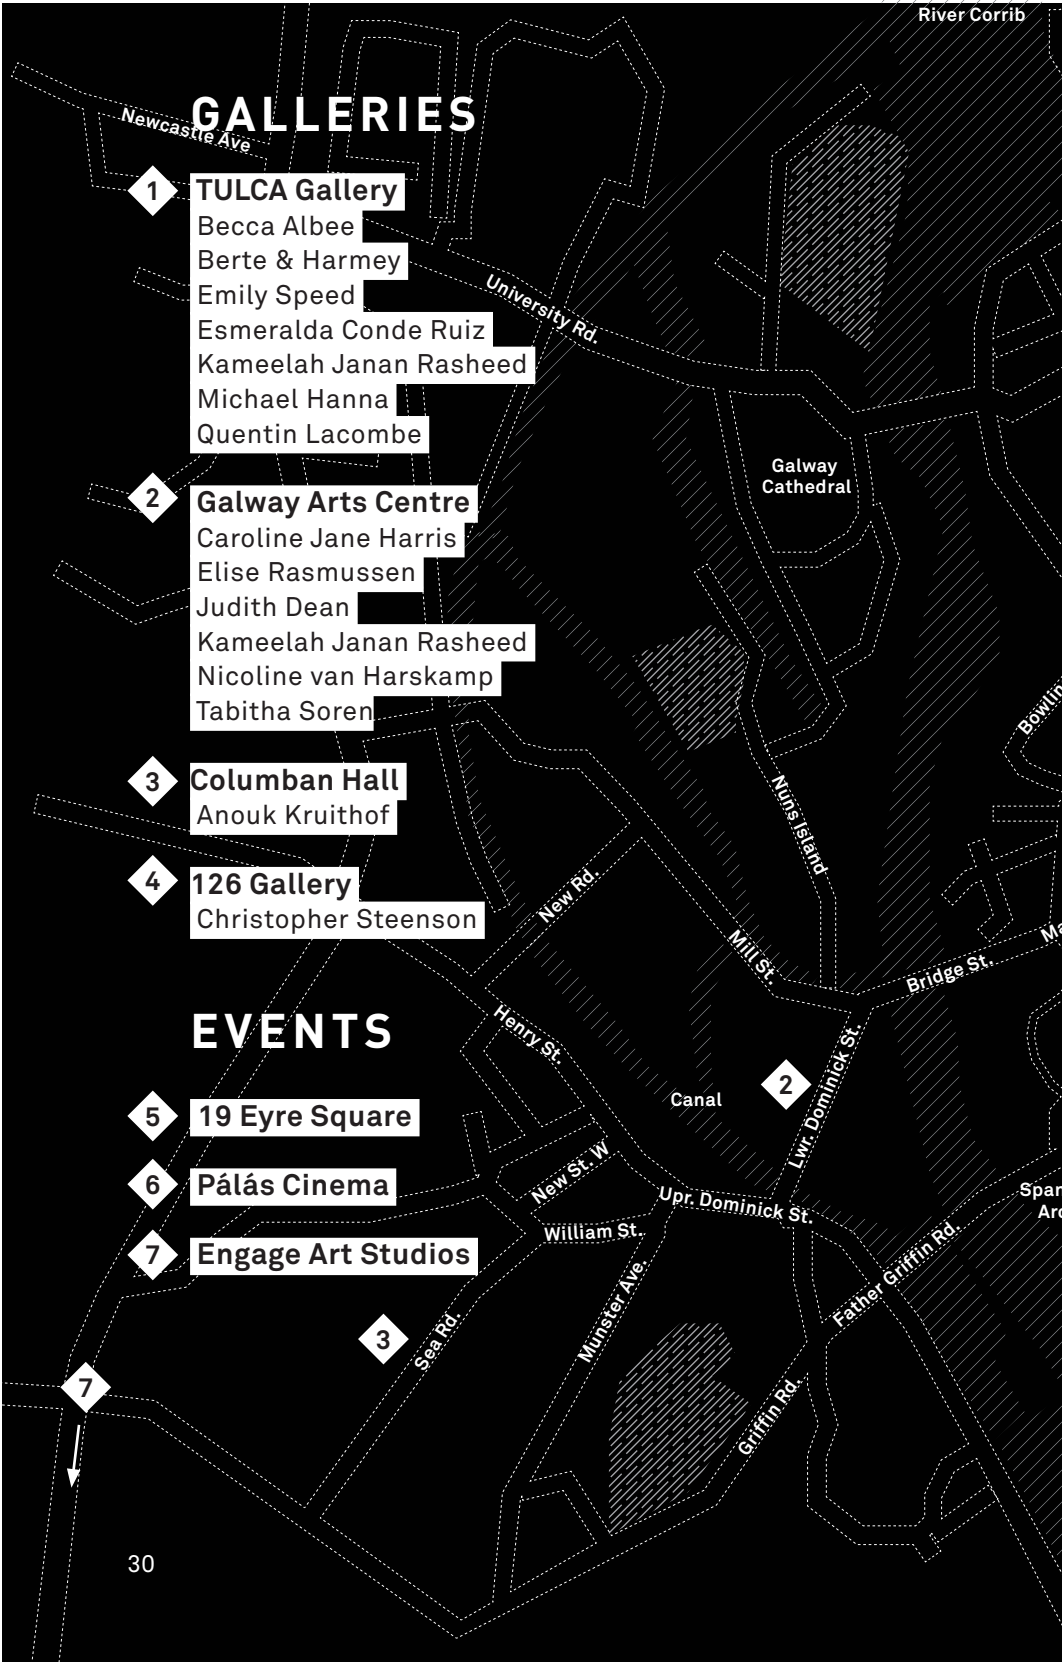 River Corrib
GALLERIES
Newcastle Ave
1 TULCA Gallery
Becca Albee
Berte & Harmey
Emily Speed
Esmeralda Conde Ruiz
Kameelah Janan Rasheed
Michael Hanna
Quentin Lacombe
University Rd.
Galway
Cathedral
2 Galway Arts Centre
Caroline Jane Harris
Elise Rasmussen
Judith Dean
Kameelah Janan Rasheed
Nicoline van Harskamp
Tabitha Soren
Bowlin
3 Columban Hall
Anouk Kruithof
Nuns Island
4 126 Gallery
Christopher Steenson
New Rd.
Mill St.
Bridge St.
Ma
EVENTS
Henry St.
2
Canal
Lwr. Dominick St.
5 19 Eyre Square
6 Pálás Cinema
New St. W
Upr. Dominick St.
Span
Arc
William St.
7 Engage Art Studios
Father Griffin Rd.
Munster Ave.
3
Sea Rd.
7
Griffin Rd.
30